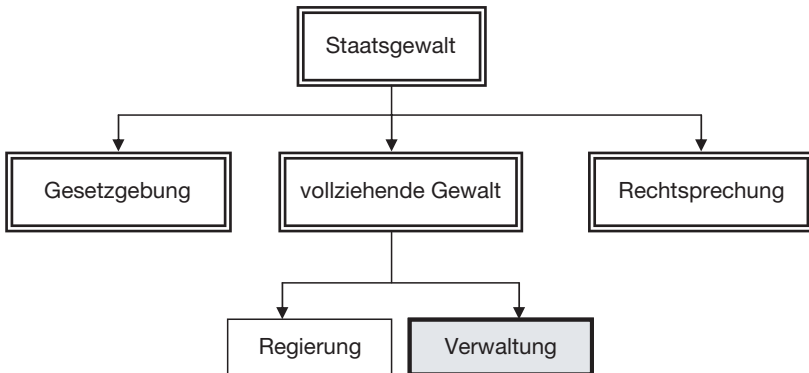 Staatsgewalt
Gesetzgebung
vollziehende Gewalt
Rechtsprechung
Regierung
Verwaltung